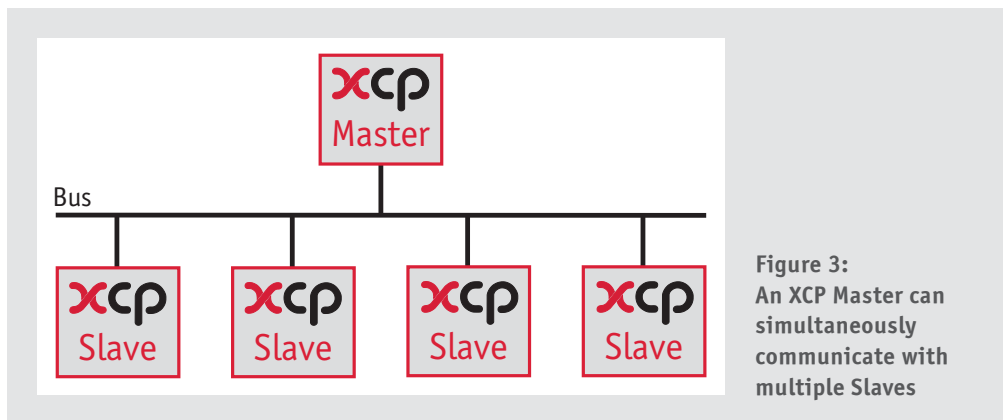 xcp
Master
Bus
xcp
Slave
xcp
Slave
xcp
Slave
xcp
Slave
Figure 3:
An XCP Master can
simultaneously
communicate with
multiple Slaves